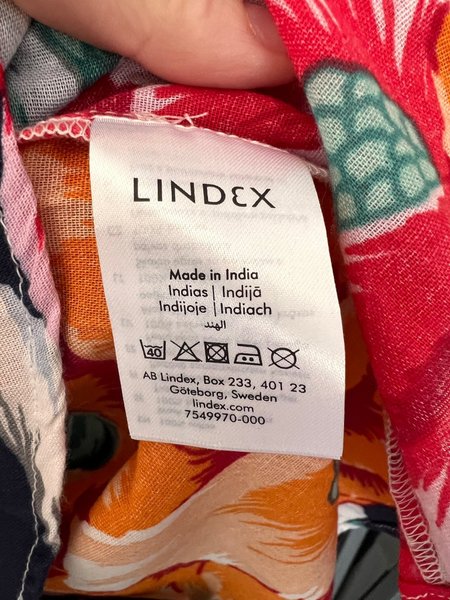 LINDEX
Made in India
Indias | Indijā
Indijoje | Indiach
الهند
40
AB Lindex, Box 233, 401 23
Göteborg, Sweden
lindex.com
7549970-000